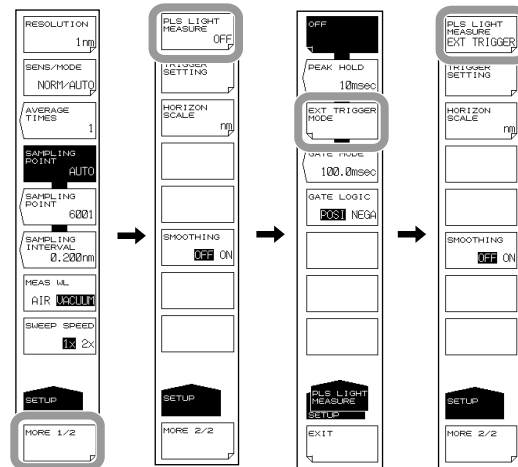 RESOLUTION
1nm
SENS/MODE
NORM/AUTO
AVERAGE
TIMES
1
SAMPLING
POINT
AUTO
SAMPLING
POINT
6001
SAMPLING
INTERVAL
0.200nm
MEAS WL
AIR VACUUM
SWEEP SPEED
1x 2x
SETUP
MORE 1/2
PLS LIGHT
MEASURE
OFF
TRIGGER
SETTING
HORIZON
SCALE
nm
SMOOTHING
OFF ON
SETUP
MORE 2/2
OFF
PEAK HOLD
10msec
EXT TRIGGER
MODE
GATE MODE
100.0msec
GATE LOGIC
POSI NEGA
PLS LIGHT
MEASURE
SETUP
EXIT
PLS LIGHT
MEASURE
EXT TRIGGER
TRIGGER
SETTING
HORIZON
SCALE
nm
SMOOTHING
OFF ON
SETUP
MORE 2/2